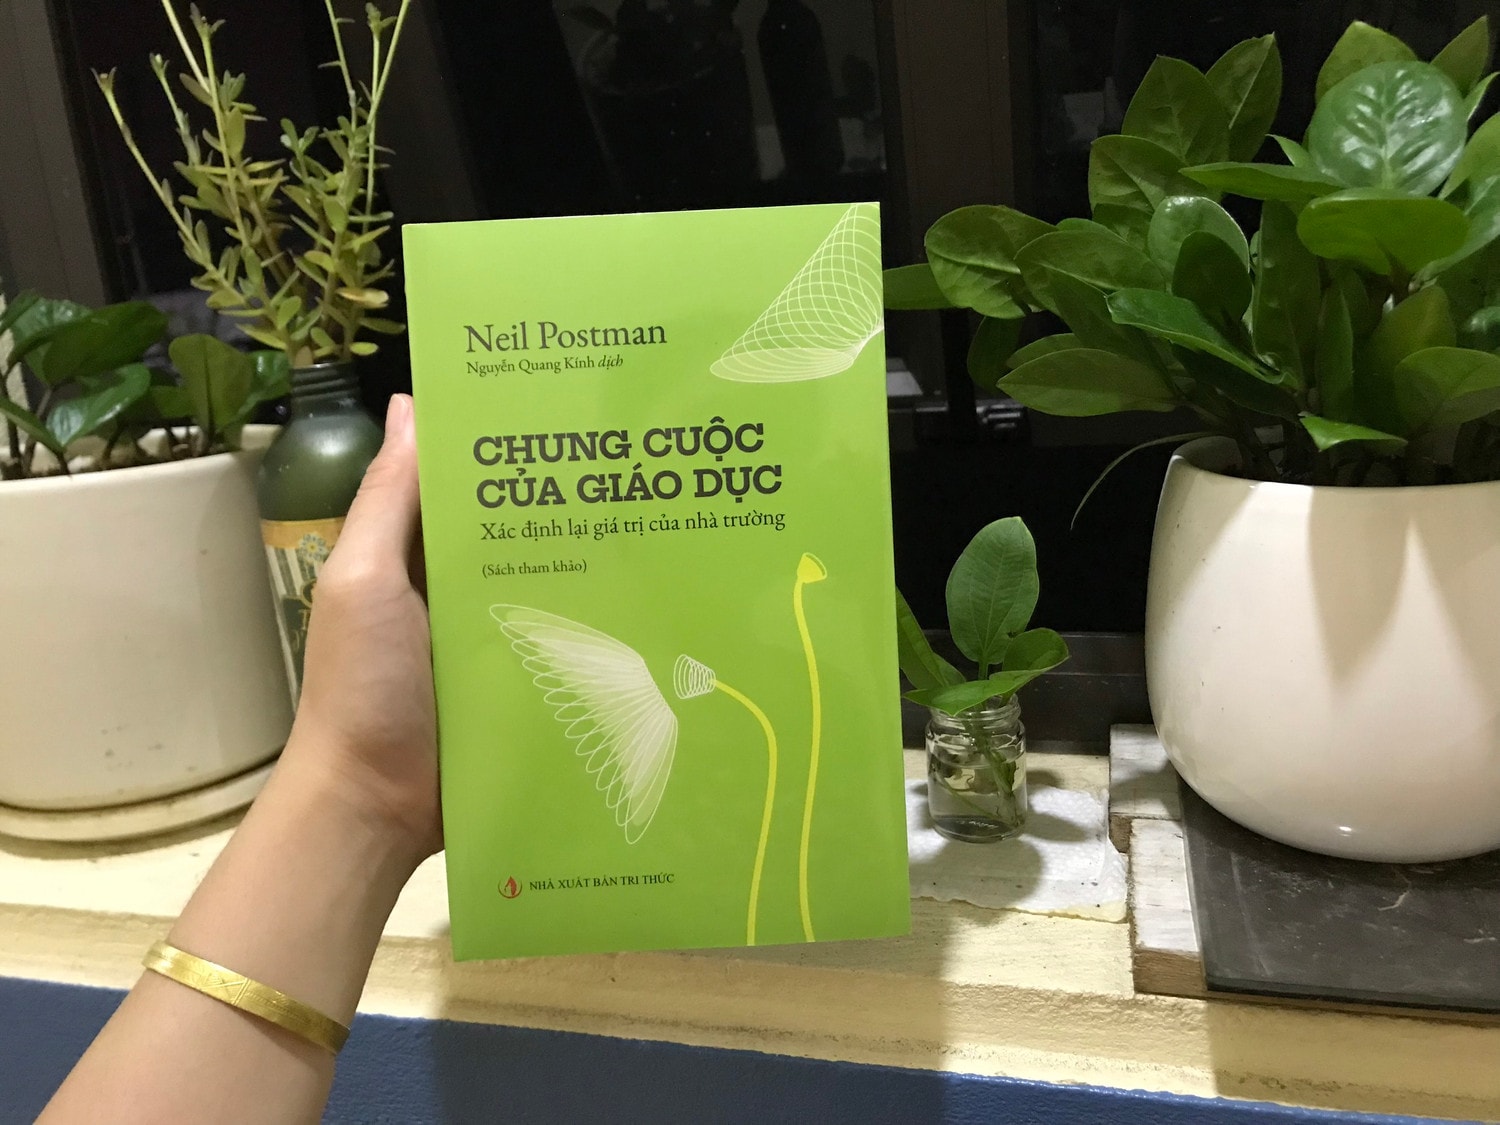 Neil Postman
Nguyễn Quang Kính dịch
CHUNG CUỘC
CỦA GIÁO DỤC
Xác định lại giá trị của nhà trường
(Sách tham khảo)
NHÀ XUẤT BẢN TRI THỨC